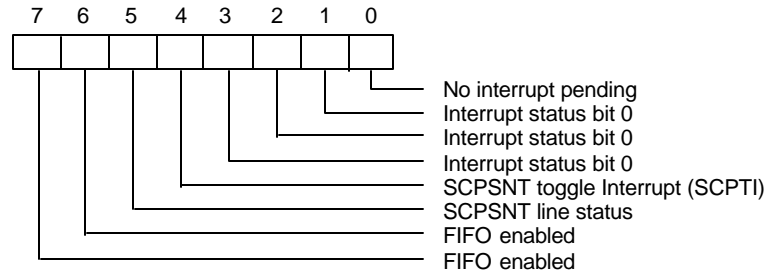 7 6 5 4 3 2 1 0
No interrupt pending
Interrupt status bit 0
Interrupt status bit 0
Interrupt status bit 0
SCPSNT toggle Interrupt (SCPTI)
SCPSNT line status
FIFO enabled
FIFO enabled